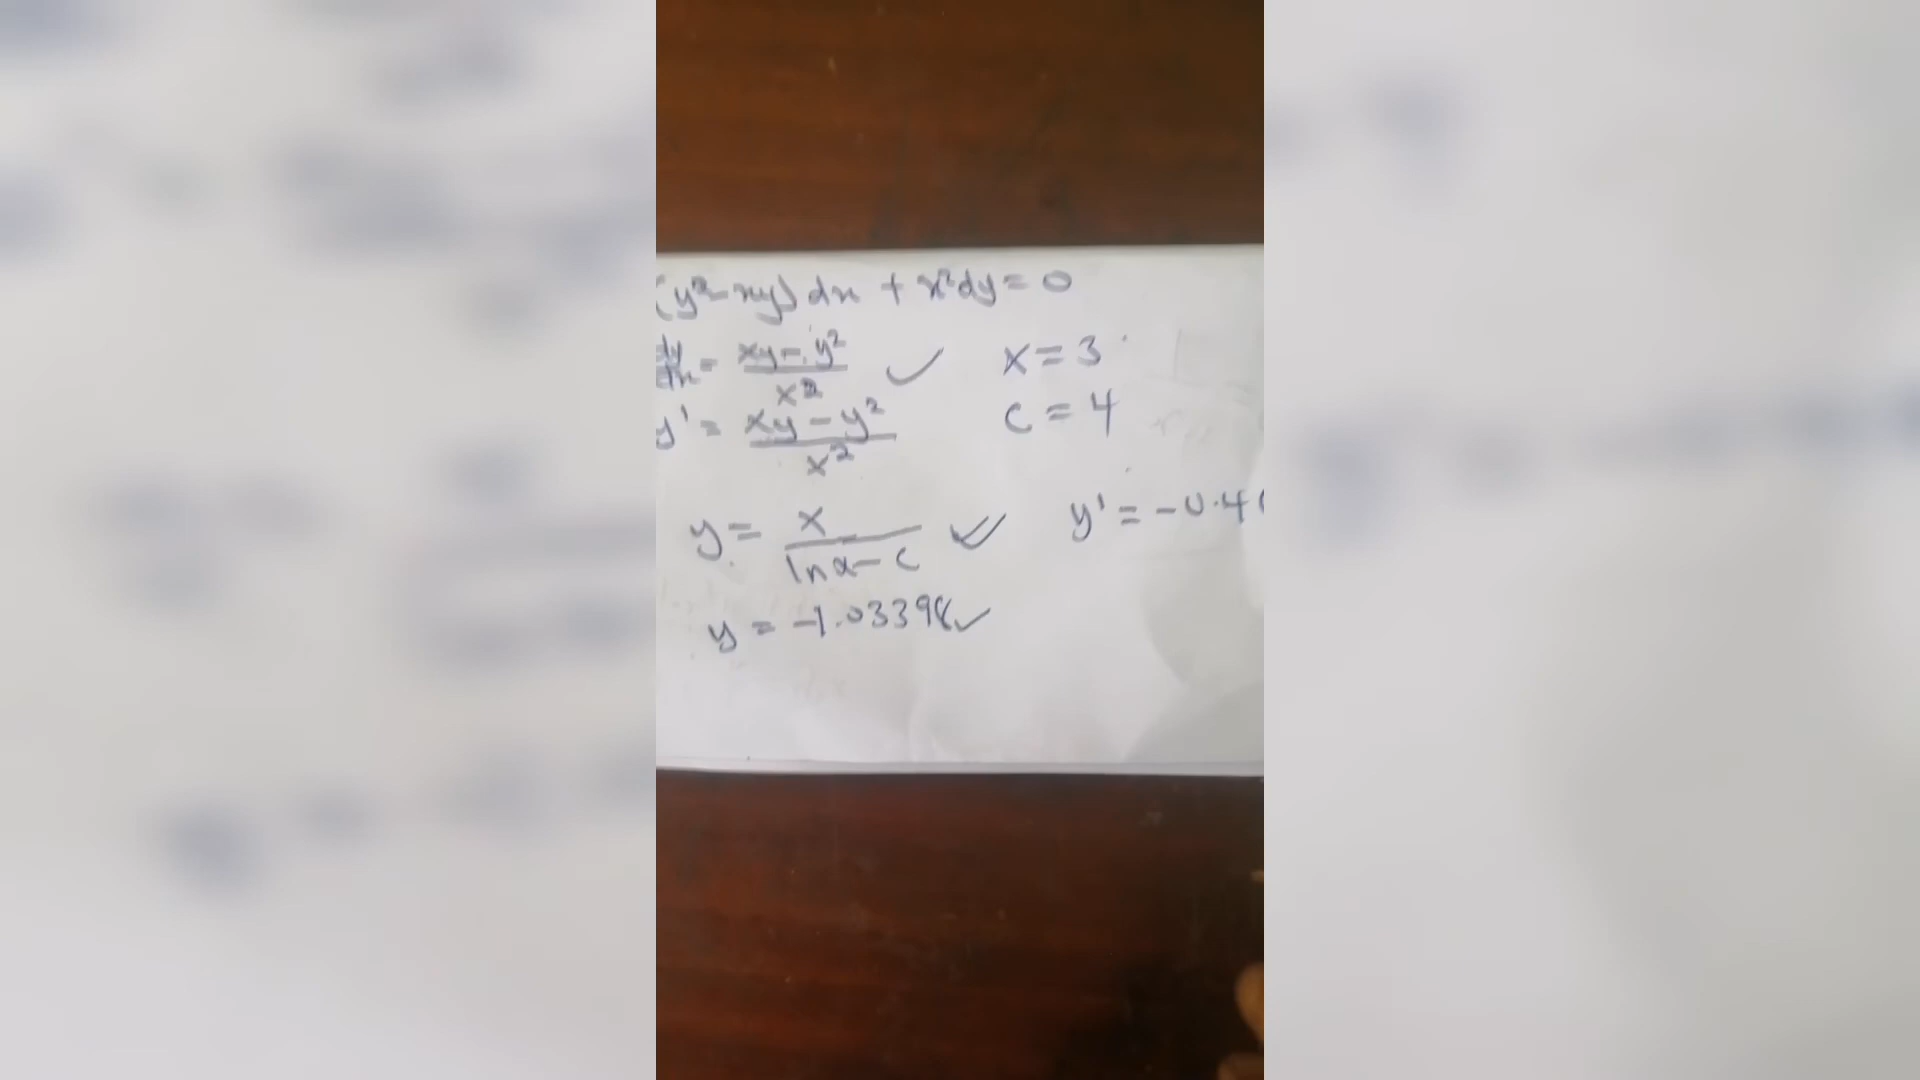 (y²-xy) dx + x²dy = 0
dy/dx = xy - y² / x² ✓ x = 3
y' = xy - y² / x² c = 4
y = x / ln x - c ✓ y' = -0.4
y = -1.03398 ✓